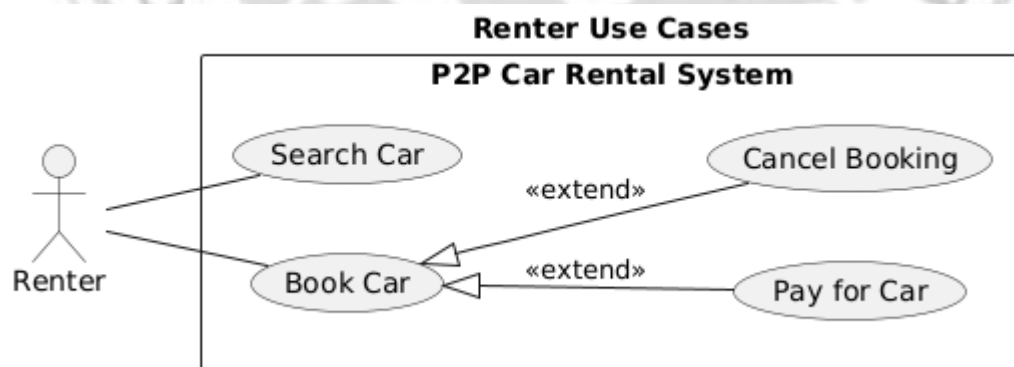 Renter Use Cases
P2P Car Rental System
Search Car
Cancel Booking
«extend»
Renter
Book Car
«extend»
Pay for Car